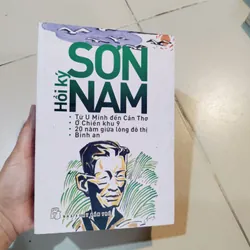 Hồi ký
SƠN
NAM
• Từ U Minh đến Cần Thơ
• Ở Chiến khu 9
• 20 năm giữa lòng đô thị
• Bình an